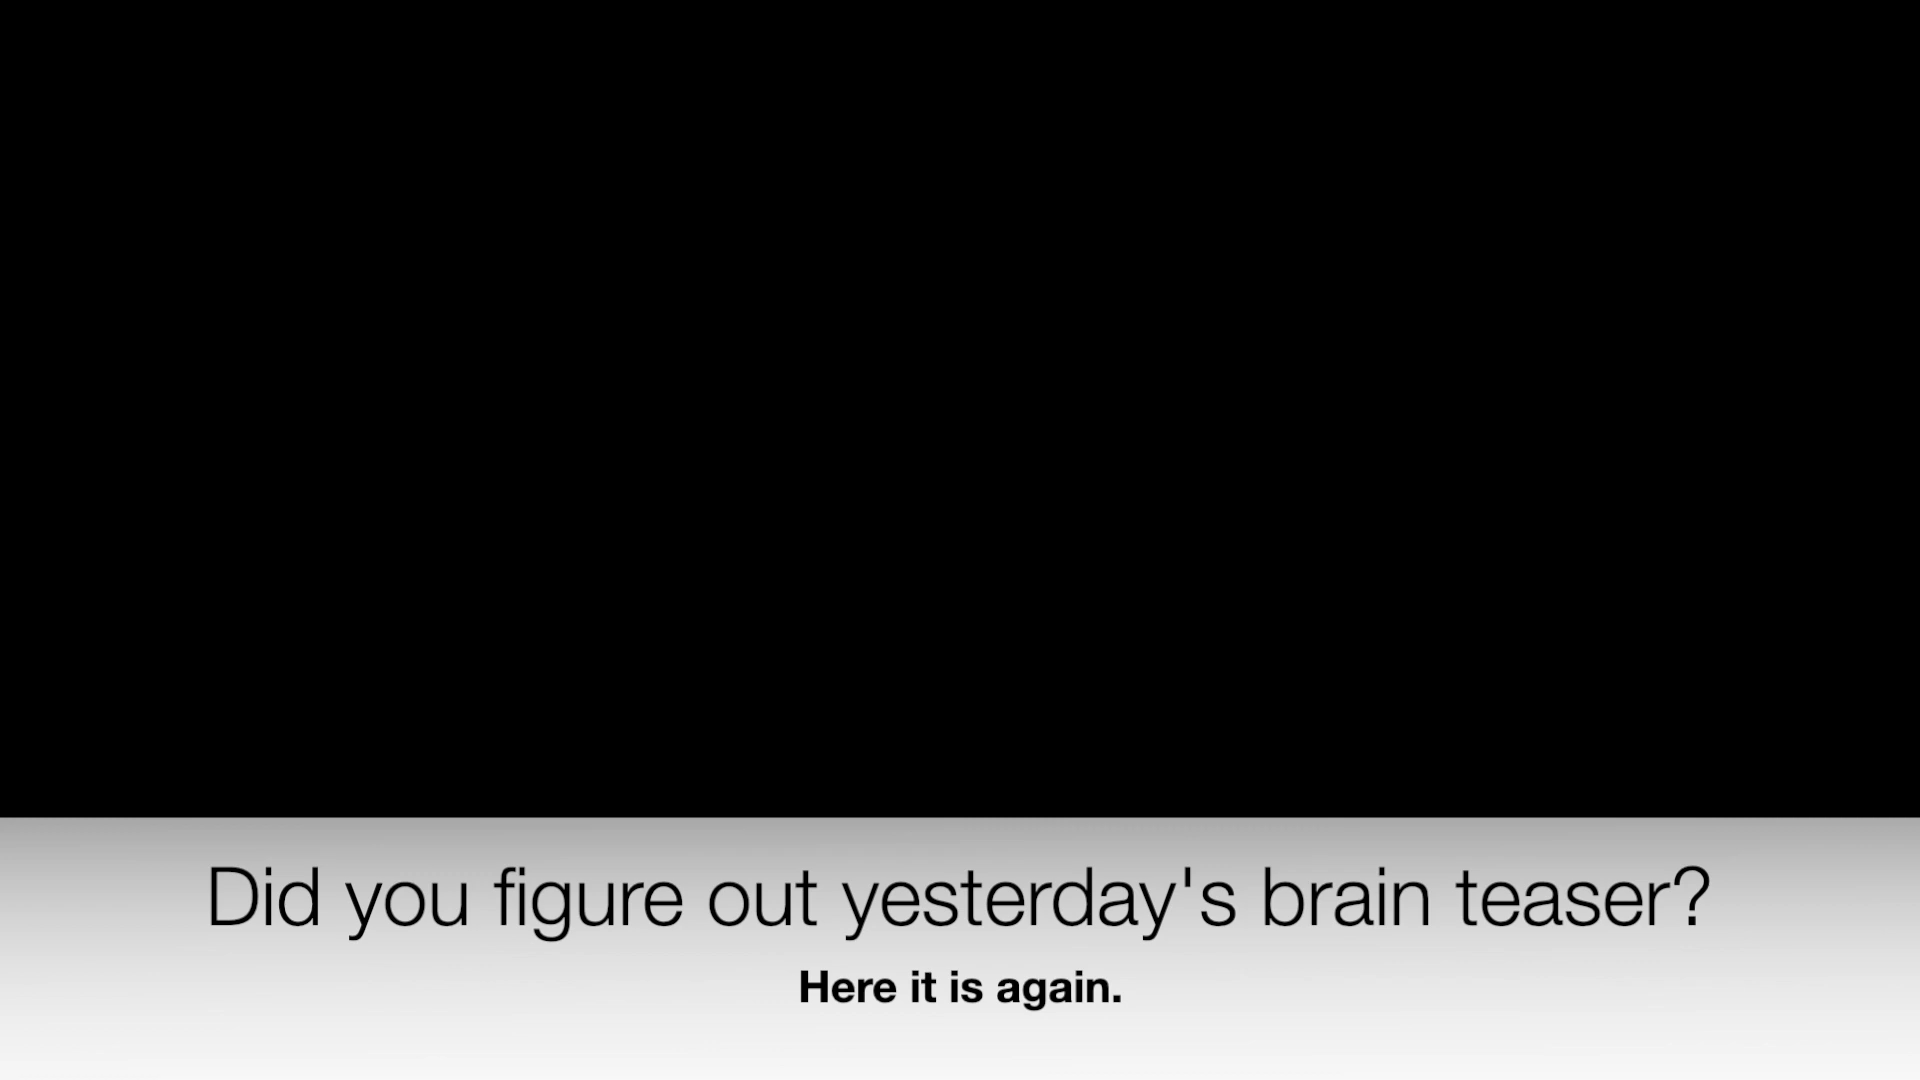 Did you figure out yesterday's brain teaser?
Here it is again.